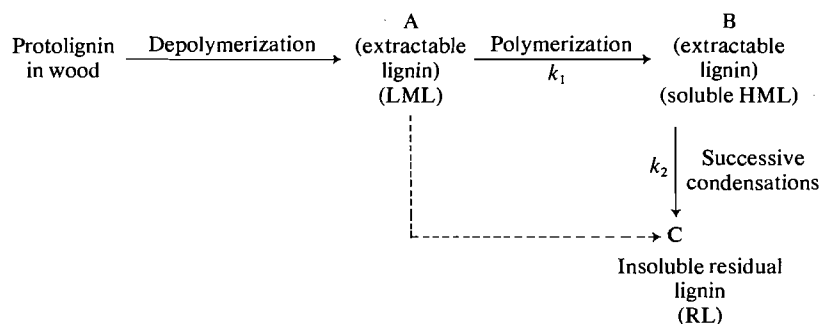 Protolignin
in wood
Depolymerization
A
(extractable
lignin)
(LML)
Polymerization
k₁
B
(extractable
lignin)
(soluble HML)
k₂
Successive
condensations
C
Insoluble residual
lignin
(RL)